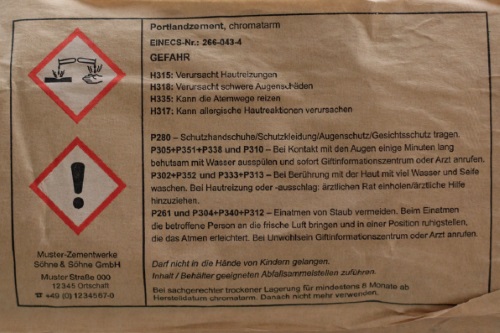 Portlandzement, chromatarm
EINECS-Nr.: 266-043-4
GEFAHR
H315: Verursacht Hautreizungen
H318: Verursacht schwere Augenschäden
H335: Kann die Atemwege reizen
H317: Kann allergische Hautreaktionen verursachen
P280 – Schutzhandschuhe/Schutzkleidung/Augenschutz/Gesichtsschutz tragen.
P305+P351+P338 und P310 – Bei Kontakt mit den Augen einige Minuten lang
behutsam mit Wasser ausspülen und sofort Giftinformationszentrum oder Arzt anrufen.
P302+P352 und P333+P313 – Bei Berührung mit der Haut mit viel Wasser und Seife
waschen. Bei Hautreizung oder -ausschlag: ärztlichen Rat einholen/ärztliche Hilfe
hinzuziehen.
P261 und P304+P340+P312 – Einatmen von Staub vermeiden. Beim Einatmen
die betroffene Person an die frische Luft bringen und in einer Position ruhigstellen,
die das Atmen erleichtert. Bei Unwohlsein Giftinformationszentrum oder Arzt anrufen
Darf nicht in die Hände von Kindern gelangen.
Inhalt / Behälter geeigneten Abfallsammelstellen zuführen.
Bei sachgerechter trockener Lagerung für mindestens 6 Monate ab
Herstelldatum chromatarm. Danach nicht mehr verwenden.
Muster-Zementwerke
Söhne & Söhne GmbH
Muster Straße 000
12345 Ortschaft
☎ +49 (0) 1234567-0